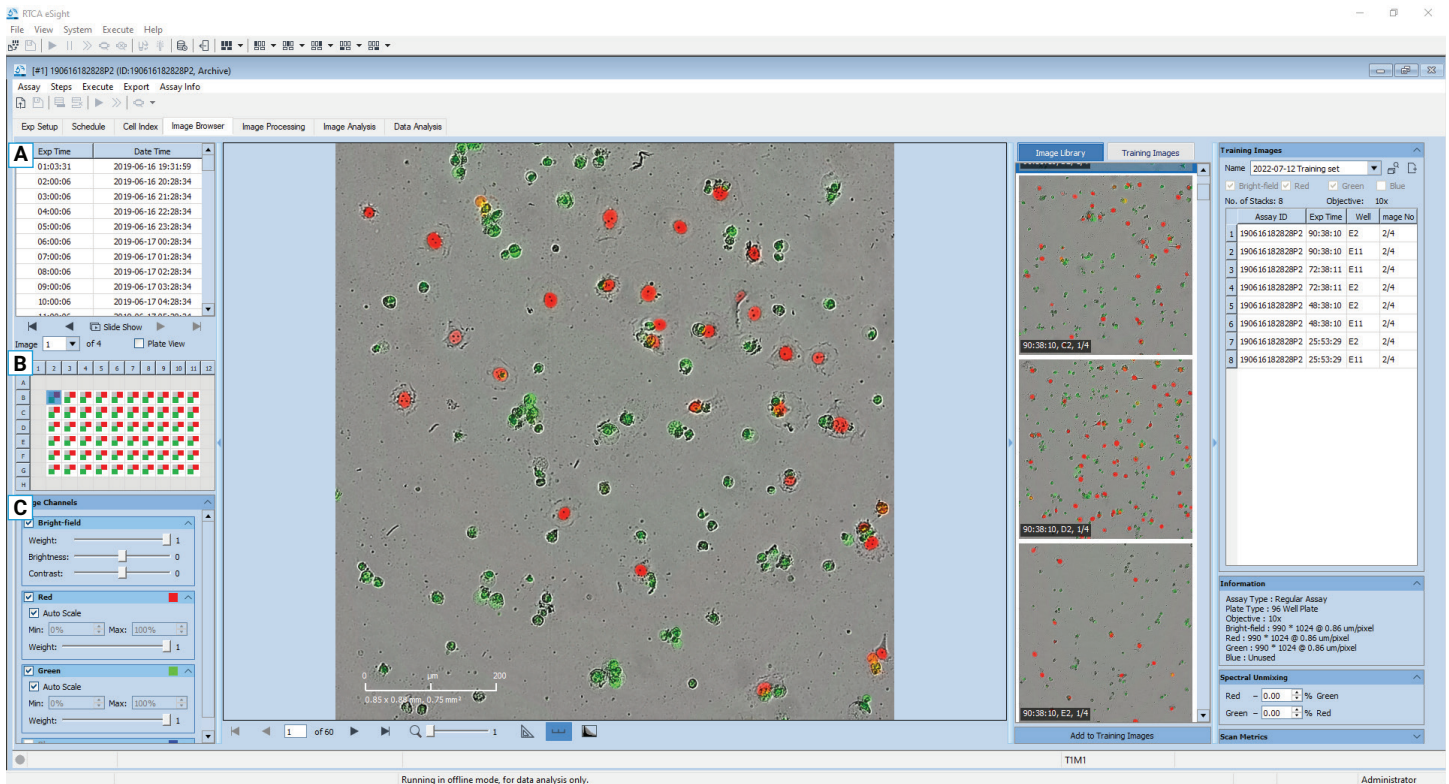 RTCA eSight
File View System Execute Help
[#1] 190616182828P2 (ID:190616182828P2, Archive)
Assay Steps Execute Export Assay Info
Exp Setup Schedule Cell Index Image Browser Image Processing Image Analysis Data Analysis
A
Exp Time Date Time
01:03:31 2019-06-16 19:31:59
02:00:06 2019-06-16 20:28:34
03:00:06 2019-06-16 21:28:34
04:00:06 2019-06-16 22:28:34
05:00:06 2019-06-16 23:28:34
06:00:06 2019-06-17 00:28:34
07:00:06 2019-06-17 01:28:34
08:00:06 2019-06-17 02:28:34
09:00:06 2019-06-17 03:28:34
10:00:06 2019-06-17 04:28:34
Slide Show
Image 1 of 4 Plate View
B
1 2 3 4 5 6 7 8 9 10 11 12
A
B
C
D
E
F
G
H
C
ge Channels
Bright-field
Weight: 1
Brightness: 0
Contrast: 0
Red
Auto Scale
Min: 0% Max: 100%
Weight: 1
Green
Auto Scale
Min: 0% Max: 100%
Weight: 1
0 µm 200
0.85 x 0.88 mm, 0.75 mm²
1 of 60 1
Image Library Training Images
90:38:10, C2, 1/4
90:38:10, D2, 1/4
90:38:10, E2, 1/4
Add to Training Images
Training Images
Name 2022-07-12 Training set
Bright-field Red Green Blue
No. of Stacks: 8 Objective: 10x
Assay ID Exp Time Well mage No
1 190616182828P2 90:38:10 E2 2/4
2 190616182828P2 90:38:10 E11 2/4
3 190616182828P2 72:38:11 E11 2/4
4 190616182828P2 72:38:11 E2 2/4
5 190616182828P2 48:38:10 E2 2/4
6 190616182828P2 48:38:10 E11 2/4
7 190616182828P2 25:53:29 E2 2/4
8 190616182828P2 25:53:29 E11 2/4
Information
Assay Type : Regular Assay
Plate Type : 96 Well Plate
Objective : 10x
Bright-field : 990 * 1024 @ 0.86 um/pixel
Red : 990 * 1024 @ 0.86 um/pixel
Green : 990 * 1024 @ 0.86 um/pixel
Blue : Unused
Spectral Unmixing
Red – 0.00 % Green
Green – 0.00 % Red
Scan Metrics
T1M1
Running in offline mode, for data analysis only. Administrator